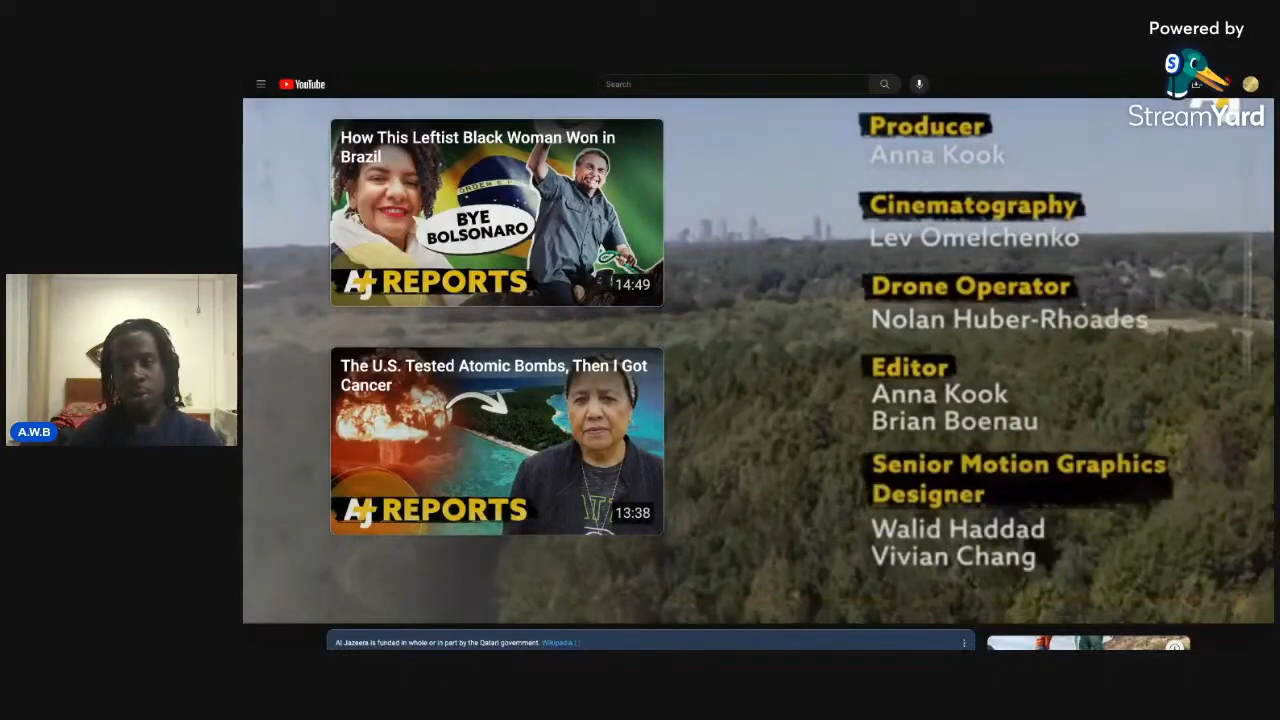 Powered by
StreamYard
YouTube
Search
How This Leftist Black Woman Won in
Brazil
BYE
BOLSONARO
AJ+ REPORTS
14:49
The U.S. Tested Atomic Bombs, Then I Got
Cancer
AJ+ REPORTS
13:38
Producer
Anna Kook
Cinematography
Lev Omelchenko
Drone Operator
Nolan Huber-Rhoades
Editor
Anna Kook
Brian Boenau
Senior Motion Graphics
Designer
Walid Haddad
Vivian Chang
A.W.B
Al Jazeera is funded in whole or in part by the Qatari government. Wikipedia